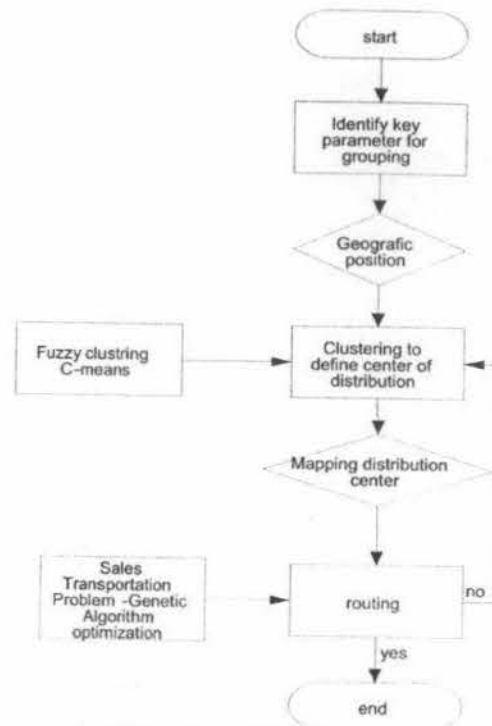 start
Identify key
parameter for
grouping
Geografic
position
Fuzzy clustring
C-means
Clustering to
define center of
distribution
Mapping distribution
center
Sales
Transportation
Problem -Genetic
Algorithm
optimization
routing
no
yes
end